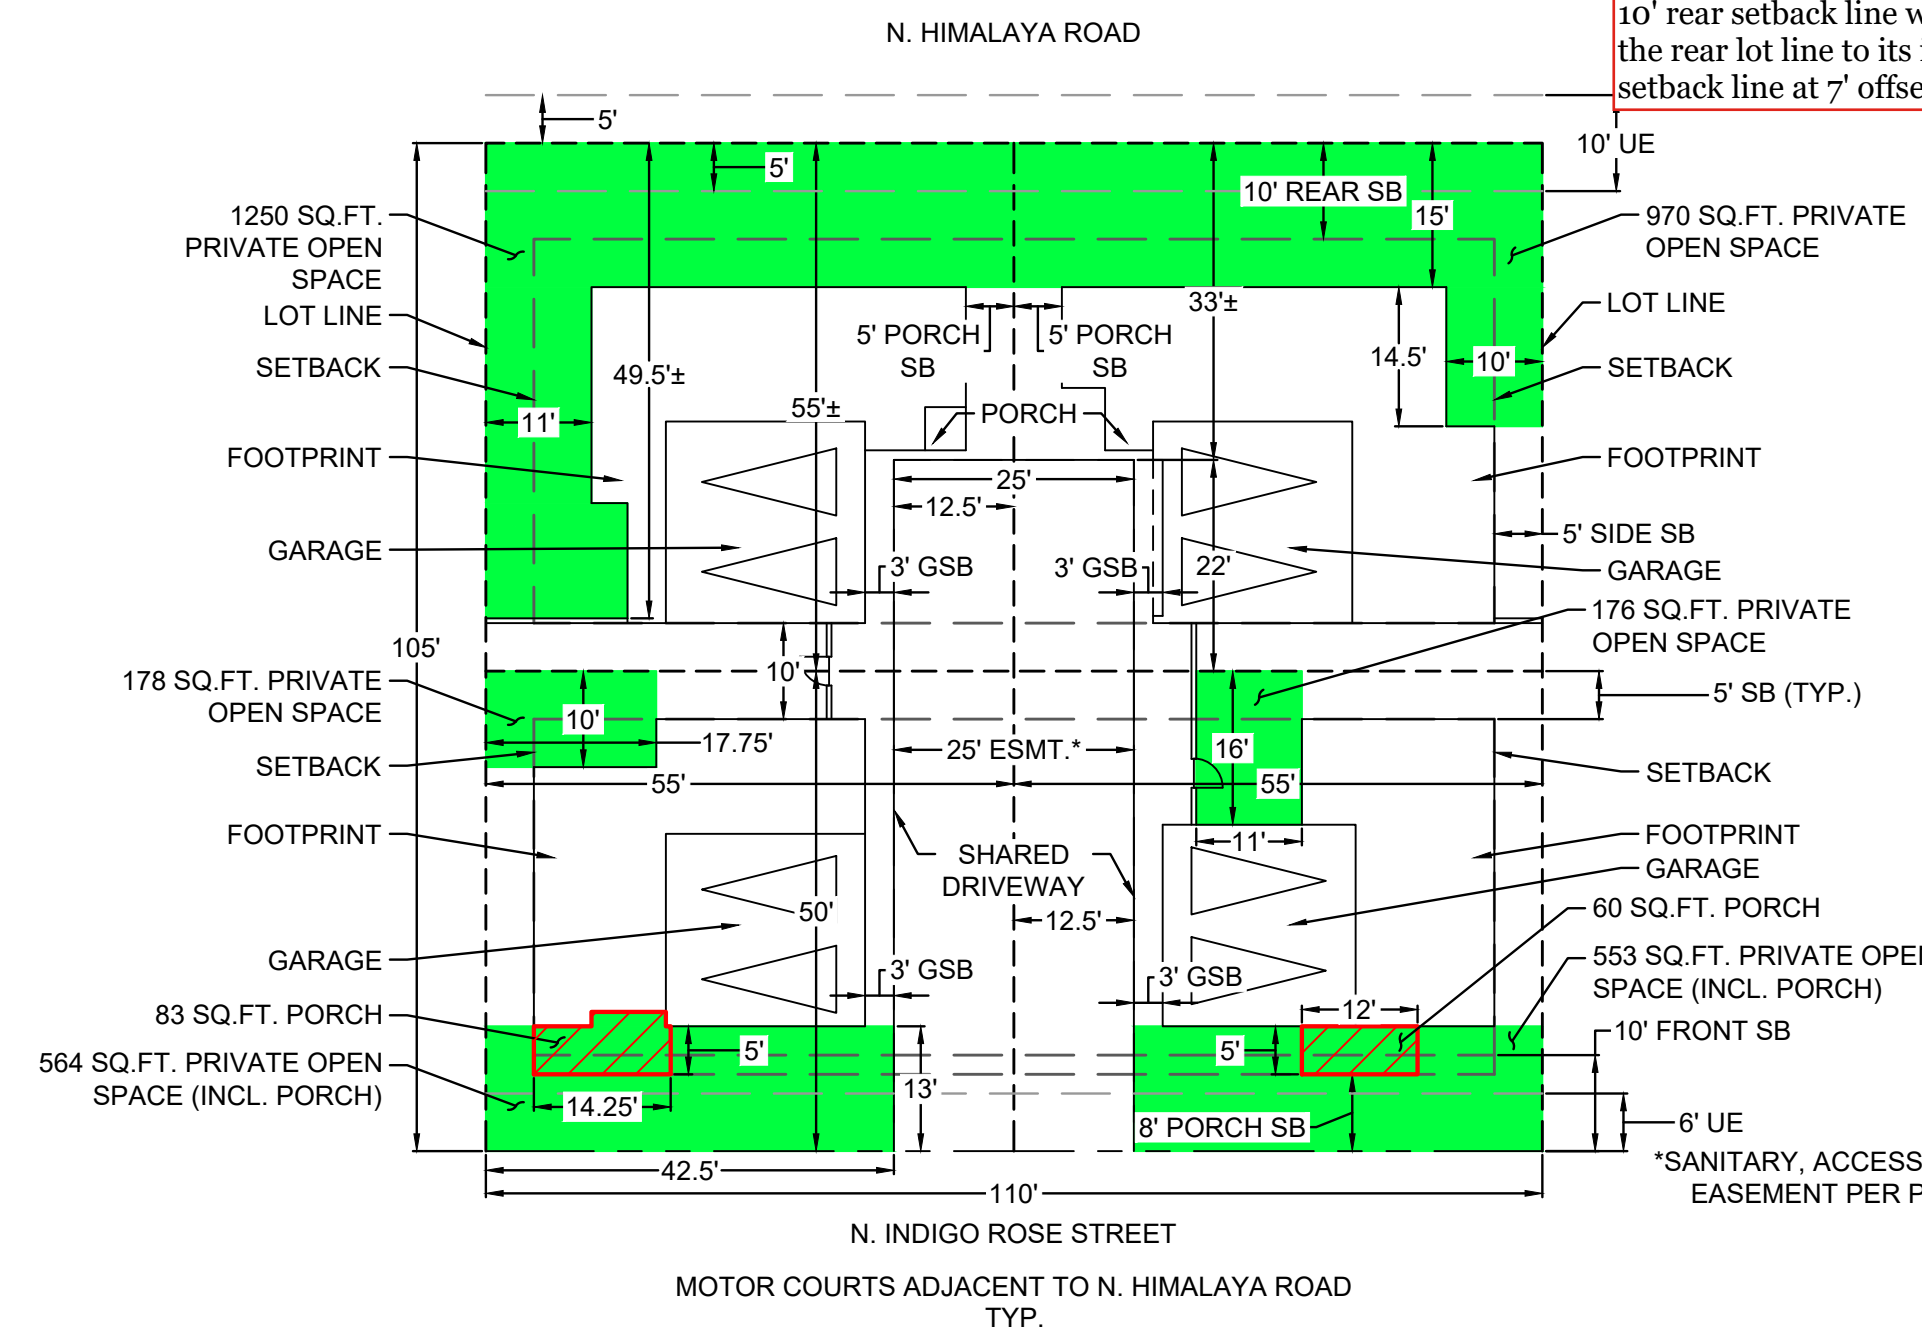 N. HIMALAYA ROAD
10' rear setback line w
the rear lot line to its
setback line at 7' offse
5'
10' UE
5'
10' REAR SB
15'
1250 SQ.FT.
PRIVATE OPEN
SPACE
970 SQ.FT. PRIVATE
OPEN SPACE
LOT LINE
33'±
LOT LINE
5' PORCH
SB
5' PORCH
SB
SETBACK
49.5'±
14.5'
10'
SETBACK
11'
55'±
PORCH
FOOTPRINT
FOOTPRINT
25'
12.5'
GARAGE
5' SIDE SB
3' GSB
3' GSB
22'
GARAGE
105'
176 SQ.FT. PRIVATE
OPEN SPACE
10'
178 SQ.FT. PRIVATE
OPEN SPACE
5' SB (TYP.)
10'
17.75'
25' ESMT.*
16'
SETBACK
SETBACK
55'
55'
FOOTPRINT
11'
FOOTPRINT
SHARED
DRIVEWAY
GARAGE
50'
12.5'
60 SQ.FT. PORCH
GARAGE
3' GSB
3' GSB
553 SQ.FT. PRIVATE OPE
SPACE (INCL. PORCH)
83 SQ.FT. PORCH
12'
10' FRONT SB
5'
5'
564 SQ.FT. PRIVATE OPEN
SPACE (INCL. PORCH)
13'
14.25'
8' PORCH SB
6' UE
42.5'
*SANITARY, ACCESS
EASEMENT PER P
110'
N. INDIGO ROSE STREET
MOTOR COURTS ADJACENT TO N. HIMALAYA ROAD
TYP.